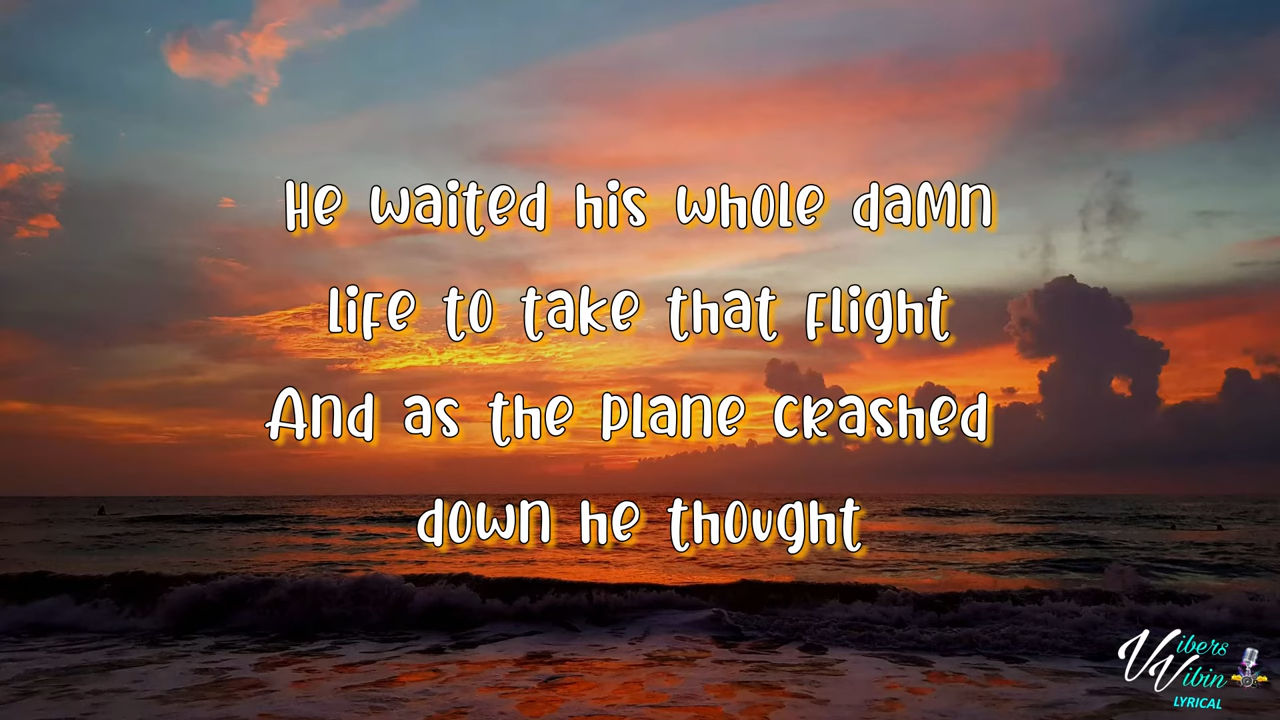 He waited his whole damn
life to take that flight
And as the plane crashed
down he thought
Vibers
Vibin
LYRICAL